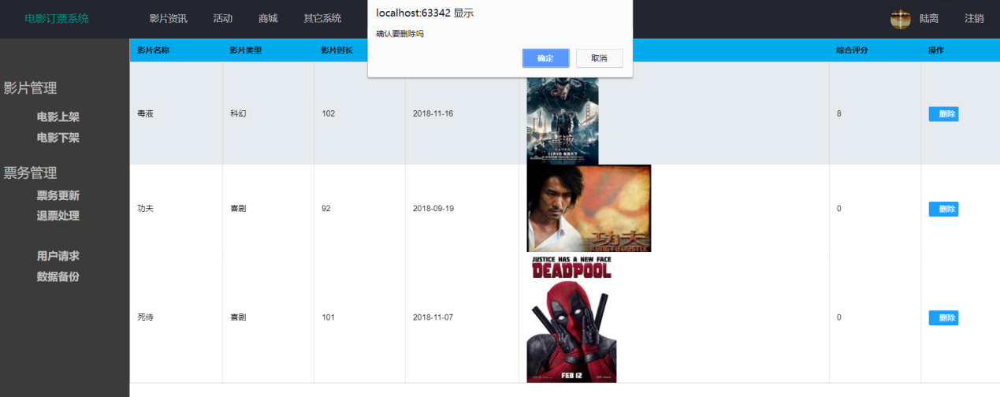 电影订票系统 影片资讯 活动 商城 其它系统 陆离 注销
localhost:63342 显示
确认要删除吗
确定 取消
影片名称 影片类型 影片时长 综合评分 操作
影片管理
电影上架
电影下架
票务管理
票务更新
退票处理
用户请求
数据备份
毒液 科幻 102 2018-11-16 8 删除
毒液
功夫 喜剧 92 2018-09-19 0 删除
功夫
KUNG FU HUSTLE
死侍 喜剧 101 2018-11-07 0 删除
JUSTICE HAS A NEW FACE
DEADPOOL
FEB 12